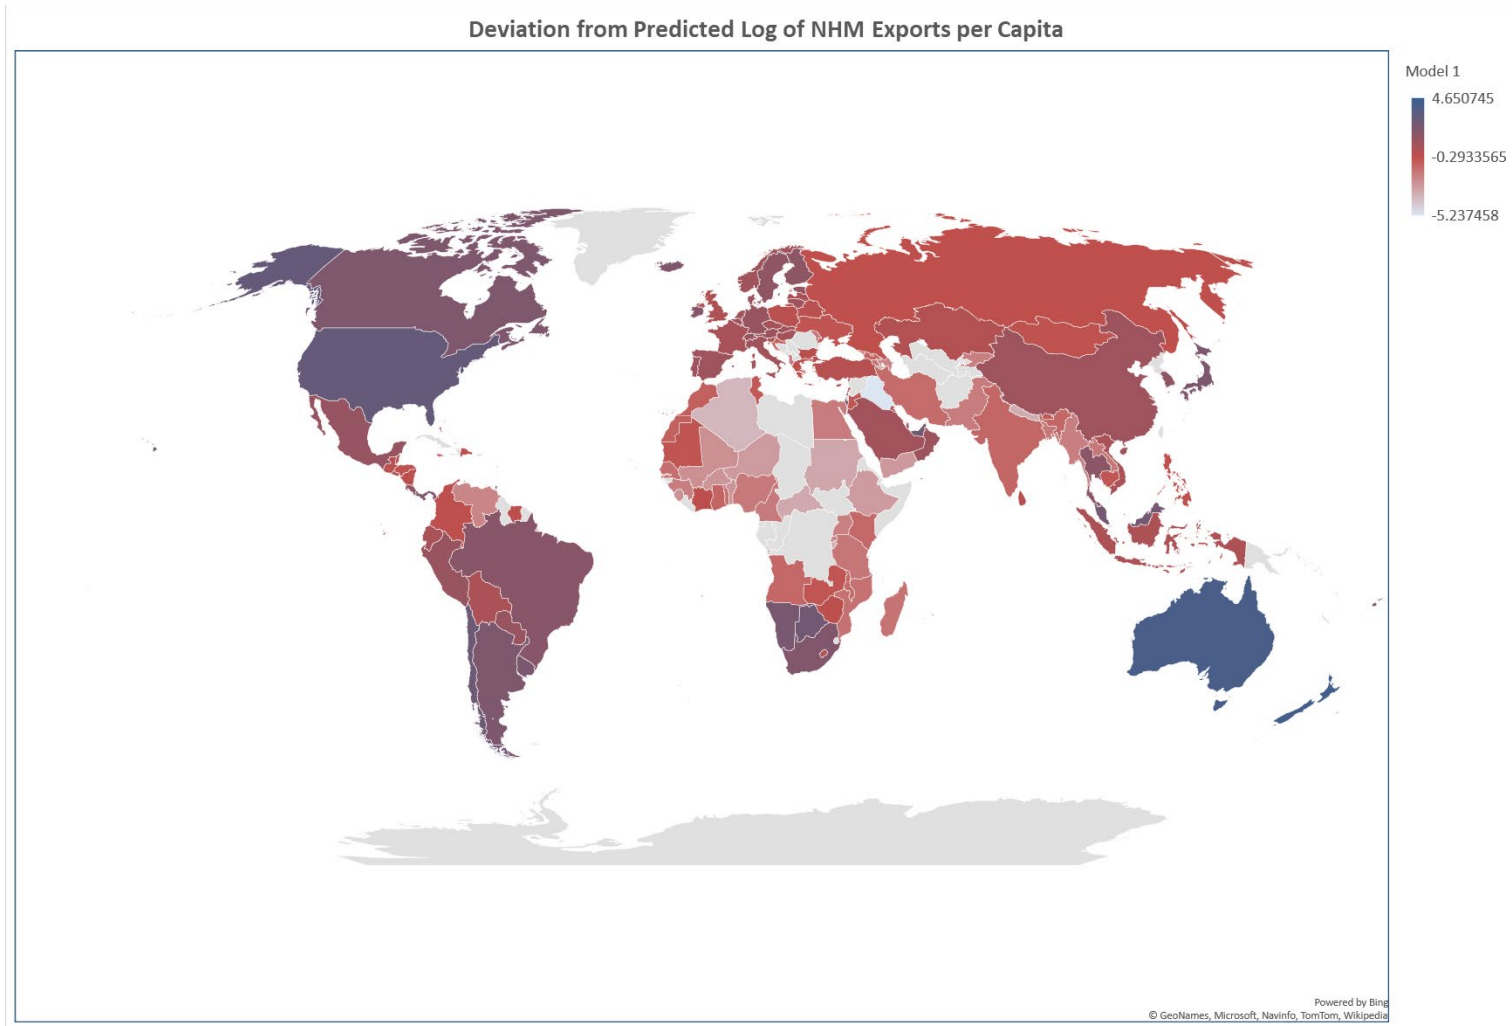 Deviation from Predicted Log of NHM Exports per Capita
Model 1
4.650745
-0.2933565
-5.237458
Powered by Bing
© GeoNames, Microsoft, Navinfo, TomTom, Wikipedia